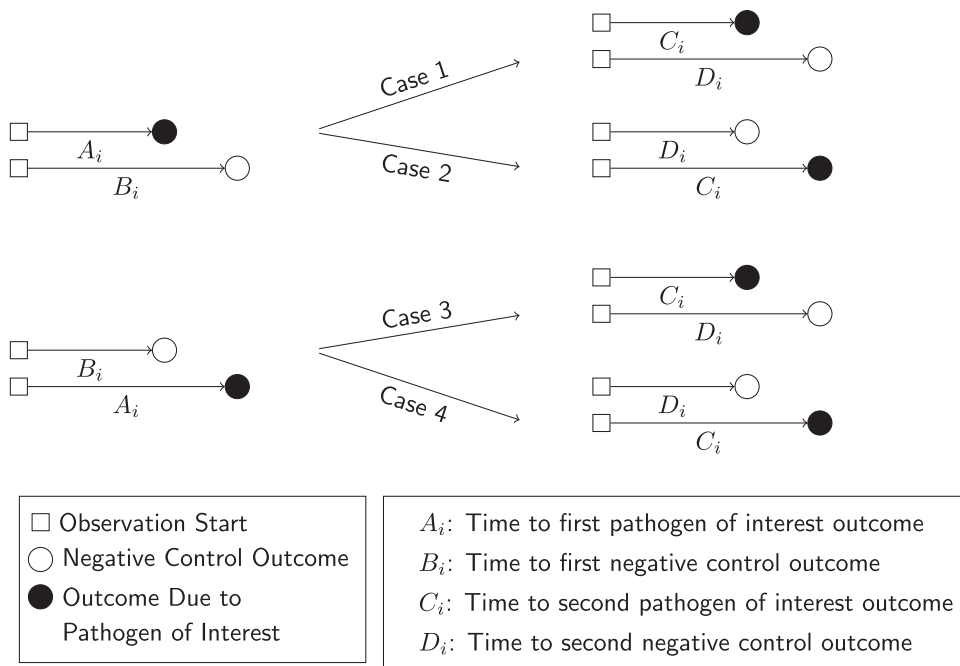 C_i
D_i
Case 1
A_i
B_i
D_i
C_i
Case 2
C_i
D_i
Case 3
B_i
A_i
D_i
C_i
Case 4
Observation Start
Negative Control Outcome
Outcome Due to
Pathogen of Interest
A_i: Time to first pathogen of interest outcome
B_i: Time to first negative control outcome
C_i: Time to second pathogen of interest outcome
D_i: Time to second negative control outcome